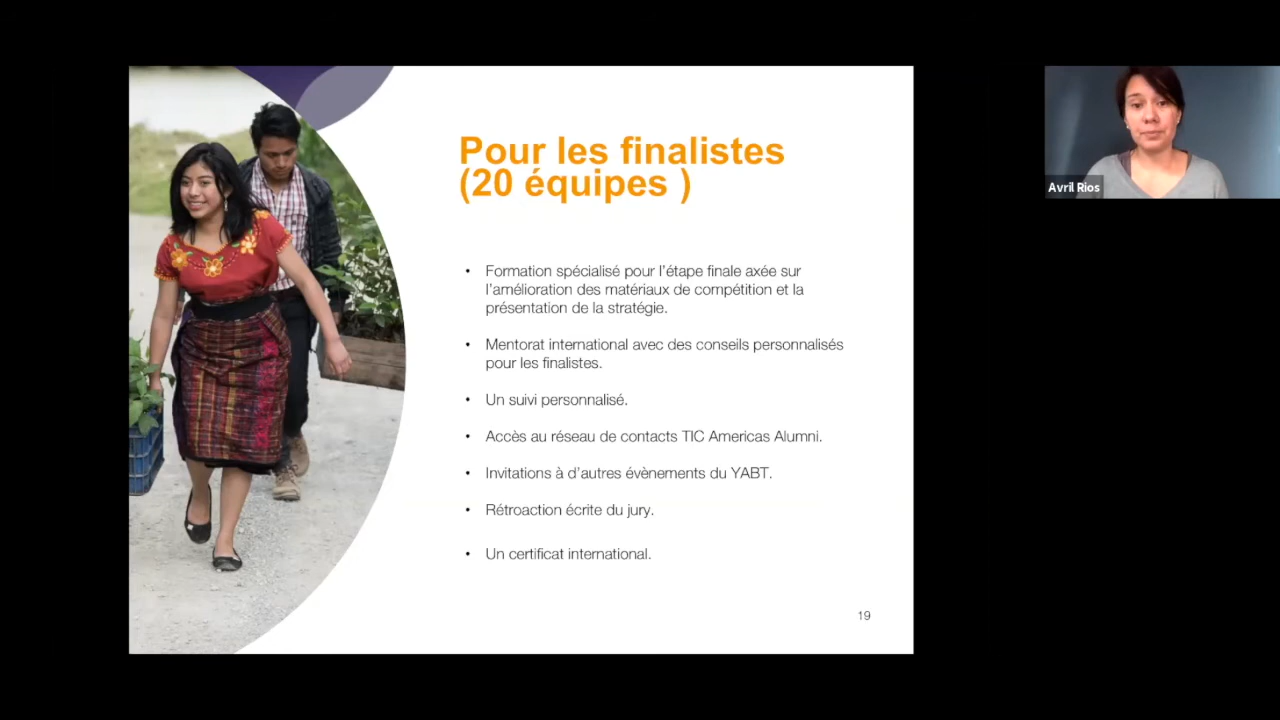 Pour les finalistes
(20 équipes )
• Formation spécialisé pour l'étape finale axée sur
l'amélioration des matériaux de compétition et la
présentation de la stratégie.
• Mentorat international avec des conseils personnalisés
pour les finalistes.
• Un suivi personnalisé.
• Accès au réseau de contacts TIC Americas Alumni.
• Invitations à d'autres évènements du YABT.
• Rétroaction écrite du jury.
• Un certificat international.
19
Avril Rios